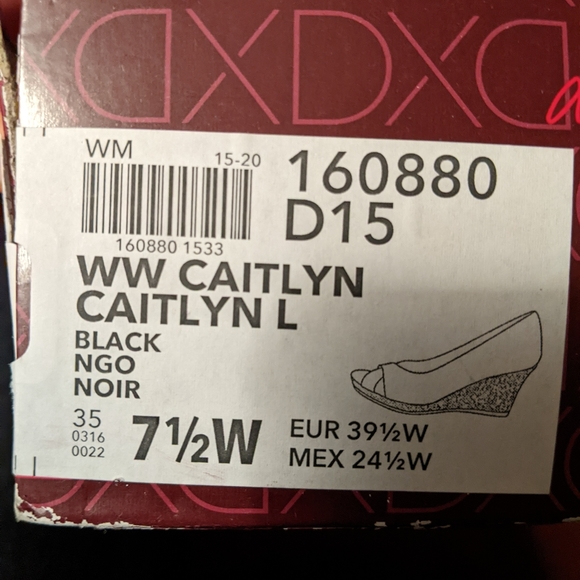 DXDXD
WM
15-20
160880
D15
160880 1533
WW CAITLYN
CAITLYN L
BLACK
NGO
NOIR
35
0316
0022
7½W
EUR 39½W
MEX 24½W